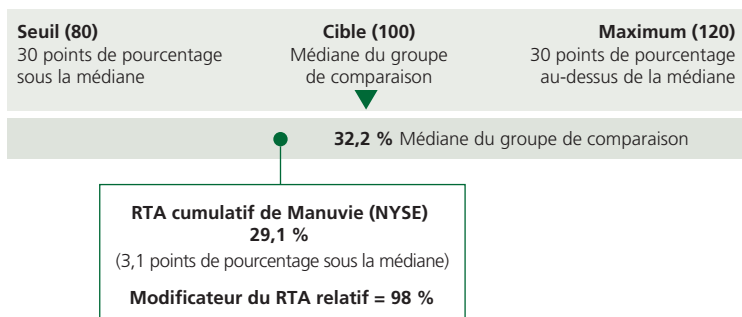 Seuil (80)
30 points de pourcentage
sous la médiane
Cible (100)
Médiane du groupe
de comparaison
Maximum (120)
30 points de pourcentage
au-dessus de la médiane
32,2 % Médiane du groupe de comparaison
RTA cumulatif de Manuvie (NYSE)
29,1 %
(3,1 points de pourcentage sous la médiane)
Modificateur du RTA relatif = 98 %